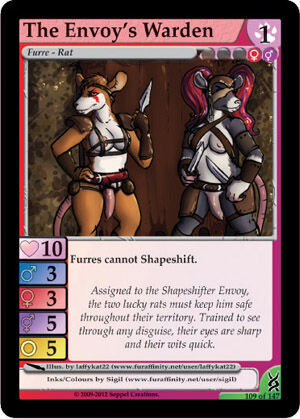 The Envoy's Warden
1
Furre - Rat
10
Furres cannot Shapeshift.
3
3
5
5
Assigned to the Shapeshifter Envoy,
the two lucky rats must keep him safe
throughout their territory. Trained to see
through any disguise, their eyes are sharp
and their wits quick.
Illus. by laffykat22 (www.furaffinity.net/user/laffykat22)
Inks/Colours by Sigil (www.furaffinity.net/user/sigil)
© 2009-2012 Seppel Creations.
109 of 147